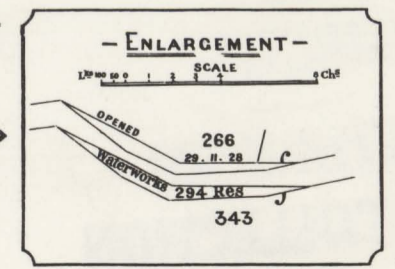 — ENLARGEMENT —
SCALE
Lks 100 50 0 1 2 3 4 8 Chs
OPENED
266
29. 11. 28
Waterworks
294 Res
343